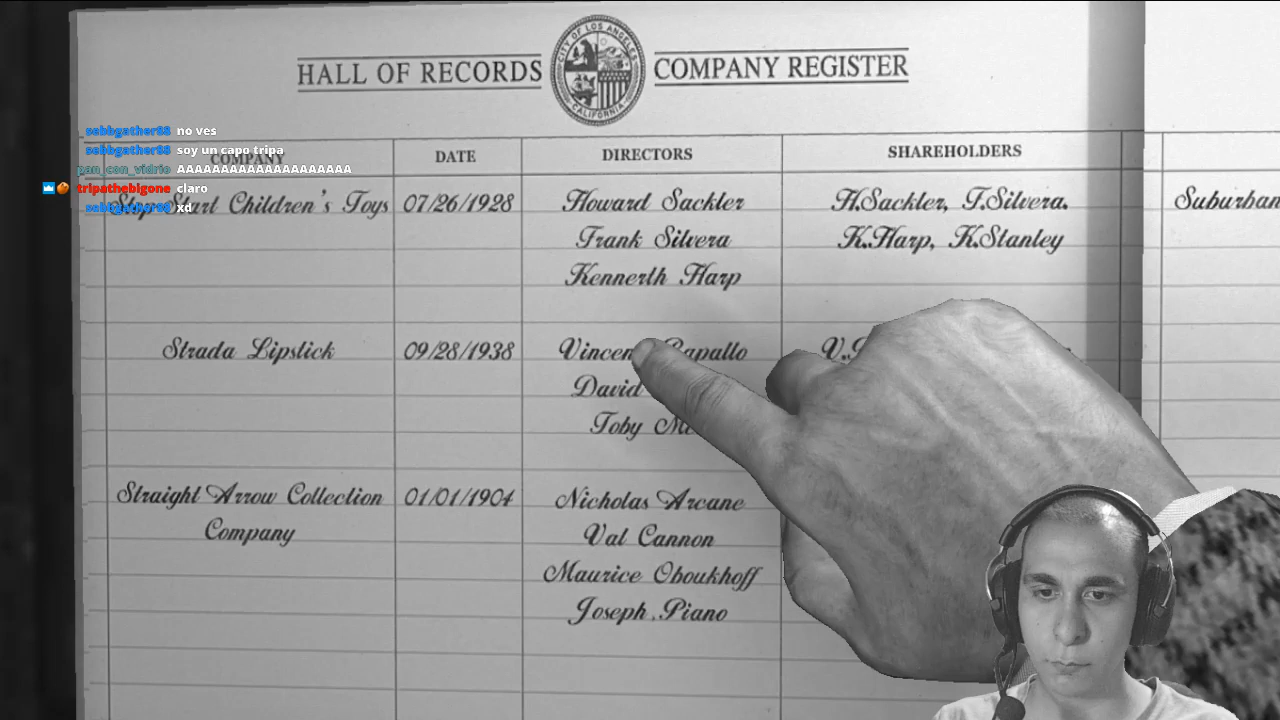 HALL OF RECORDS
CITY OF LOS ANGELES
CALIFORNIA
COMPANY REGISTER
sebbgather88 no ves
sebbgather88 soy un capo tripa
pan_con_vidrio AAAAAAAAAAAAAAAAAAAA
tripathebigone claro
sebbgather88 xd
COMPANY DATE DIRECTORS SHAREHOLDERS
Start Children's Toys 07/26/1928 Howard Sackler H.Sackler, T.Silvera. Suburban
Frank Silvera K.Harp, K.Stanley
Kennerth Harp
Strada Lipstick 09/28/1938
David
Toby
Straight Arrow Collection 01/01/1904 Nicholas Arcane
Company Val Cannon
Maurice Oboukhoff
Joseph Piano